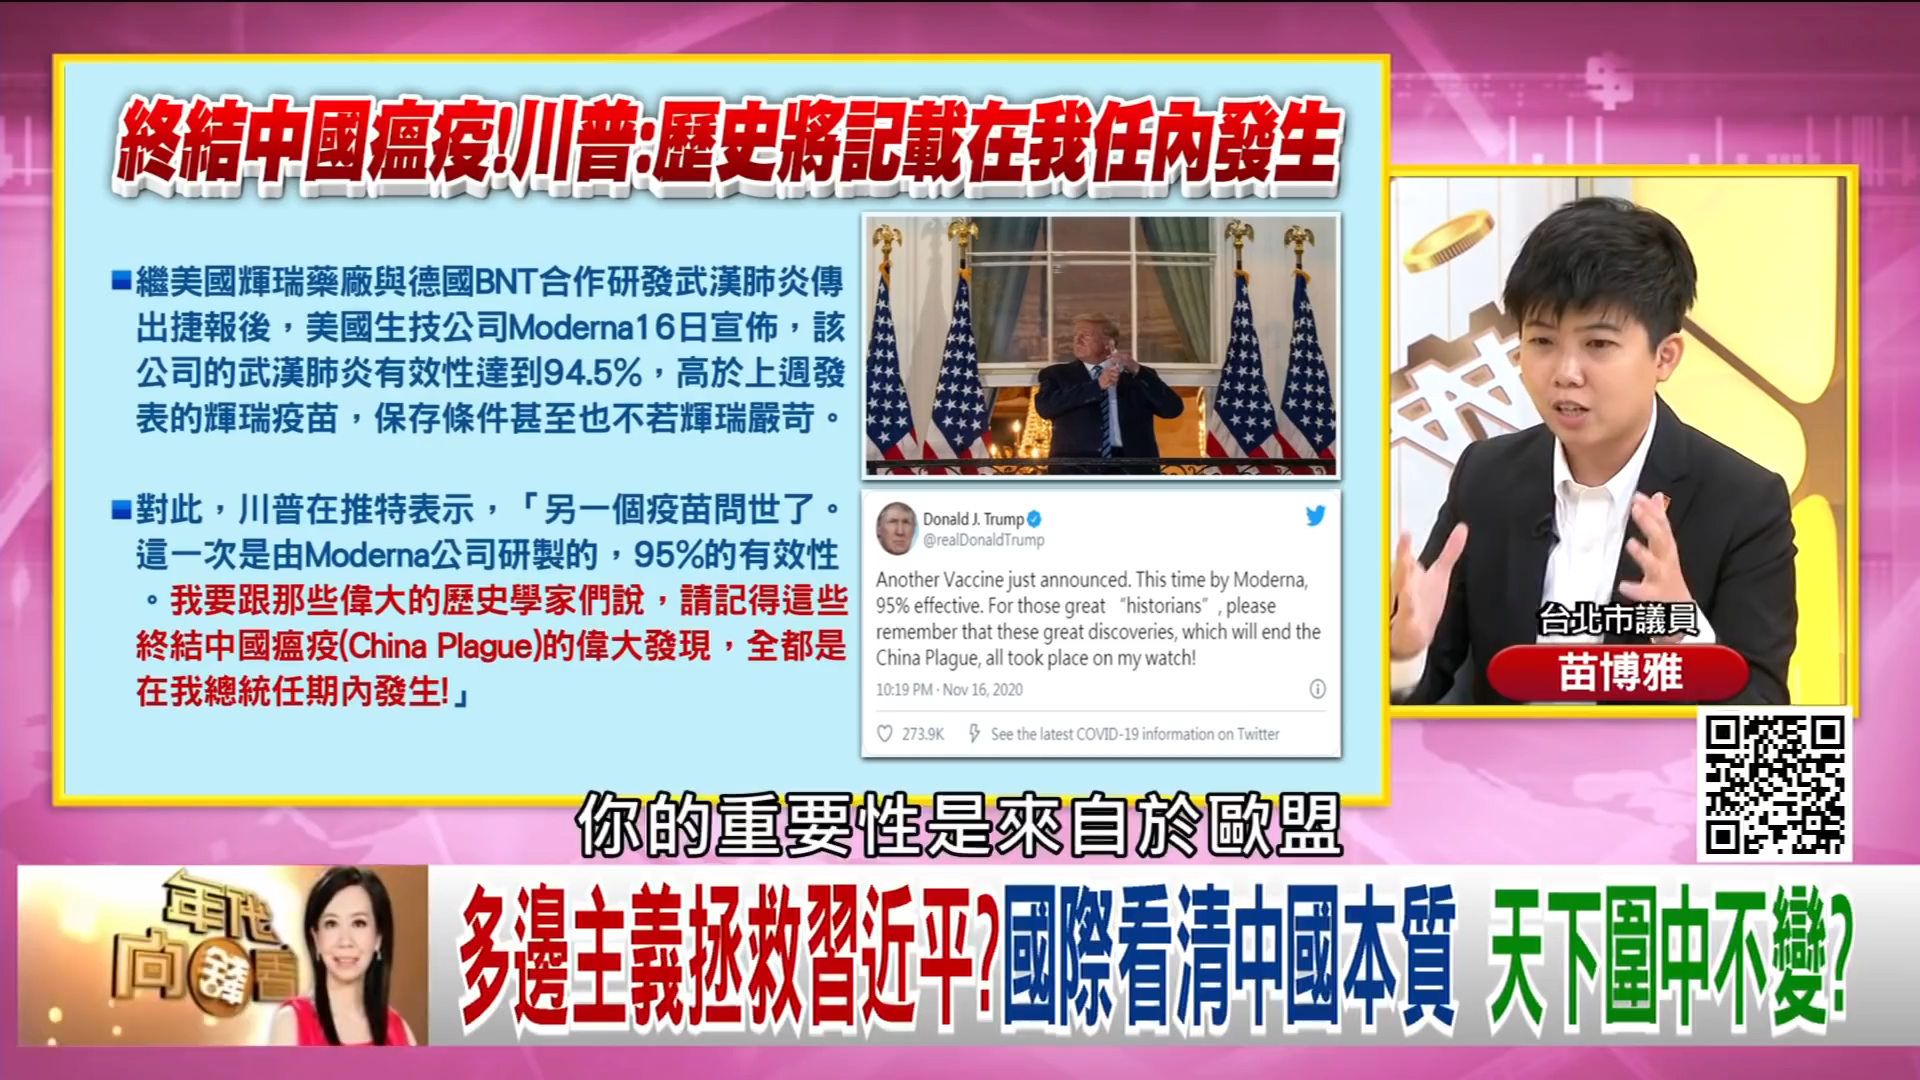 終結中國瘟疫!川普:歷史將記載在我任內發生
■繼美國輝瑞藥廠與德國BNT合作研發武漢肺炎傳
出捷報後，美國生技公司Moderna16日宣佈，該
公司的武漢肺炎有效性達到94.5%，高於上週發
表的輝瑞疫苗，保存條件甚至也不若輝瑞嚴苛。
■對此，川普在推特表示，「另一個疫苗問世了。
這一次是由Moderna公司研製的，95%的有效性
。我要跟那些偉大的歷史學家們說，請記得這些
終結中國瘟疫(China Plague)的偉大發現，全都是
在我總統任期內發生!」
Donald J. Trump
@realDonaldTrump
Another Vaccine just announced. This time by Moderna,
95% effective. For those great “historians”, please
remember that these great discoveries, which will end the
China Plague, all took place on my watch!
10:19 PM · Nov 16, 2020
273.9K See the latest COVID-19 information on Twitter
台北市議員
苗博雅
你的重要性是來自於歐盟
年代
向錢看
多邊主義拯救習近平?國際看清中國本質 天下圍中不變?